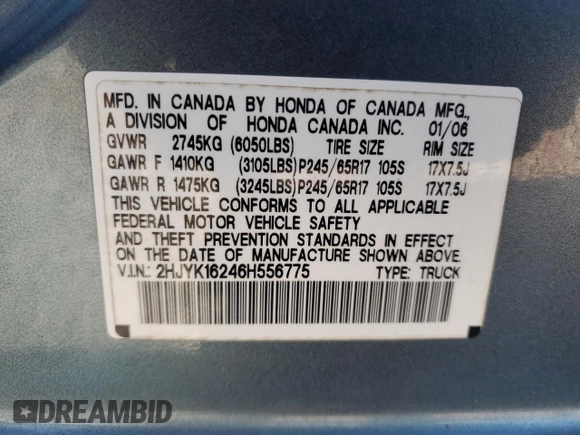 MFD. IN CANADA BY HONDA OF CANADA MFG.,
A DIVISION OF HONDA CANADA INC. 01/06
GVWR 2745KG (6050LBS) TIRE SIZE RIM SIZE
GAWR F 1410KG (3105LBS)P245/65R17 105S 17X7.5J
GAWR R 1475KG (3245LBS)P245/65R17 105S 17X7.5J
THIS VEHICLE CONFORMS TO ALL APPLICABLE
FEDERAL MOTOR VEHICLE SAFETY
AND THEFT PREVENTION STANDARDS IN EFFECT
ON THE DATE OF MANUFACTURE SHOWN ABOVE.
V.I.N.: 2HJYK16246H556775 TYPE: TRUCK
DREAMBID